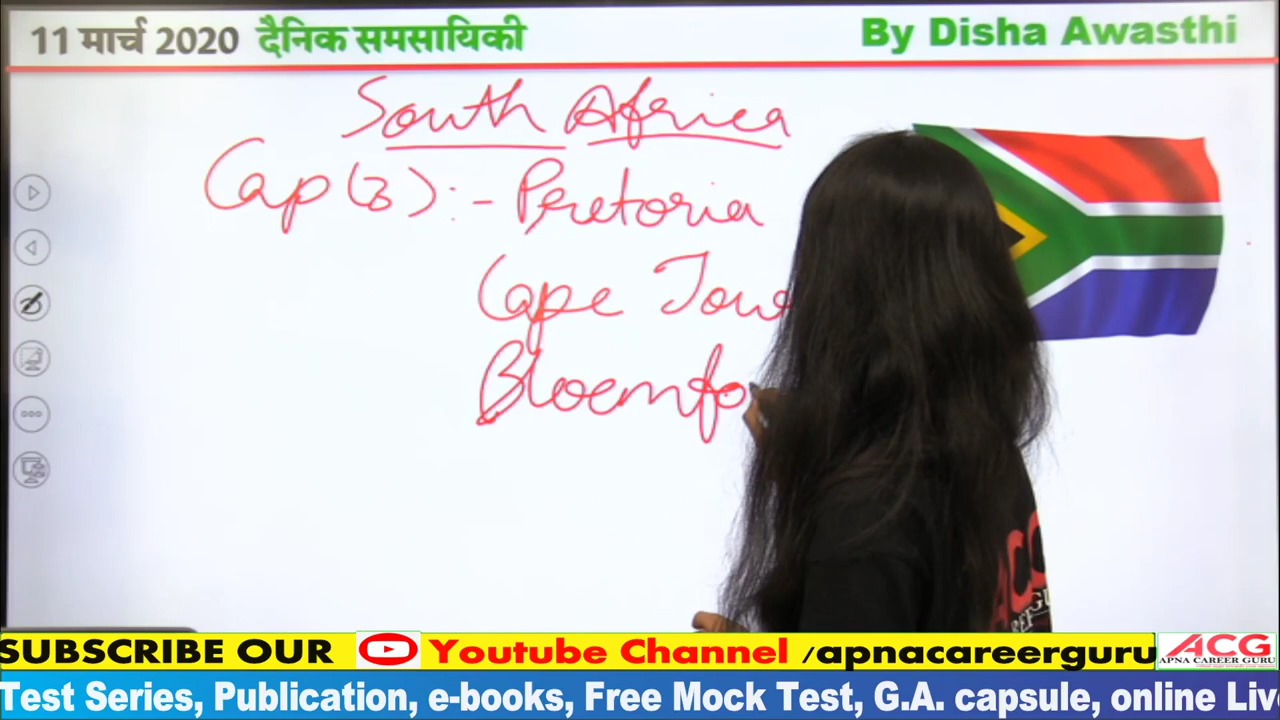 11 मार्च 2020 दैनिक समसामयिकी By Disha Awasthi
South Africa
Cap (3) :- Pretoria
Cape Tow
Bloemfo
SUBSCRIBE OUR Youtube Channel /apnacareerguru
ACG
APNA CAREER GURU
Test Series, Publication, e-books, Free Mock Test, G.A. capsule, online Liv